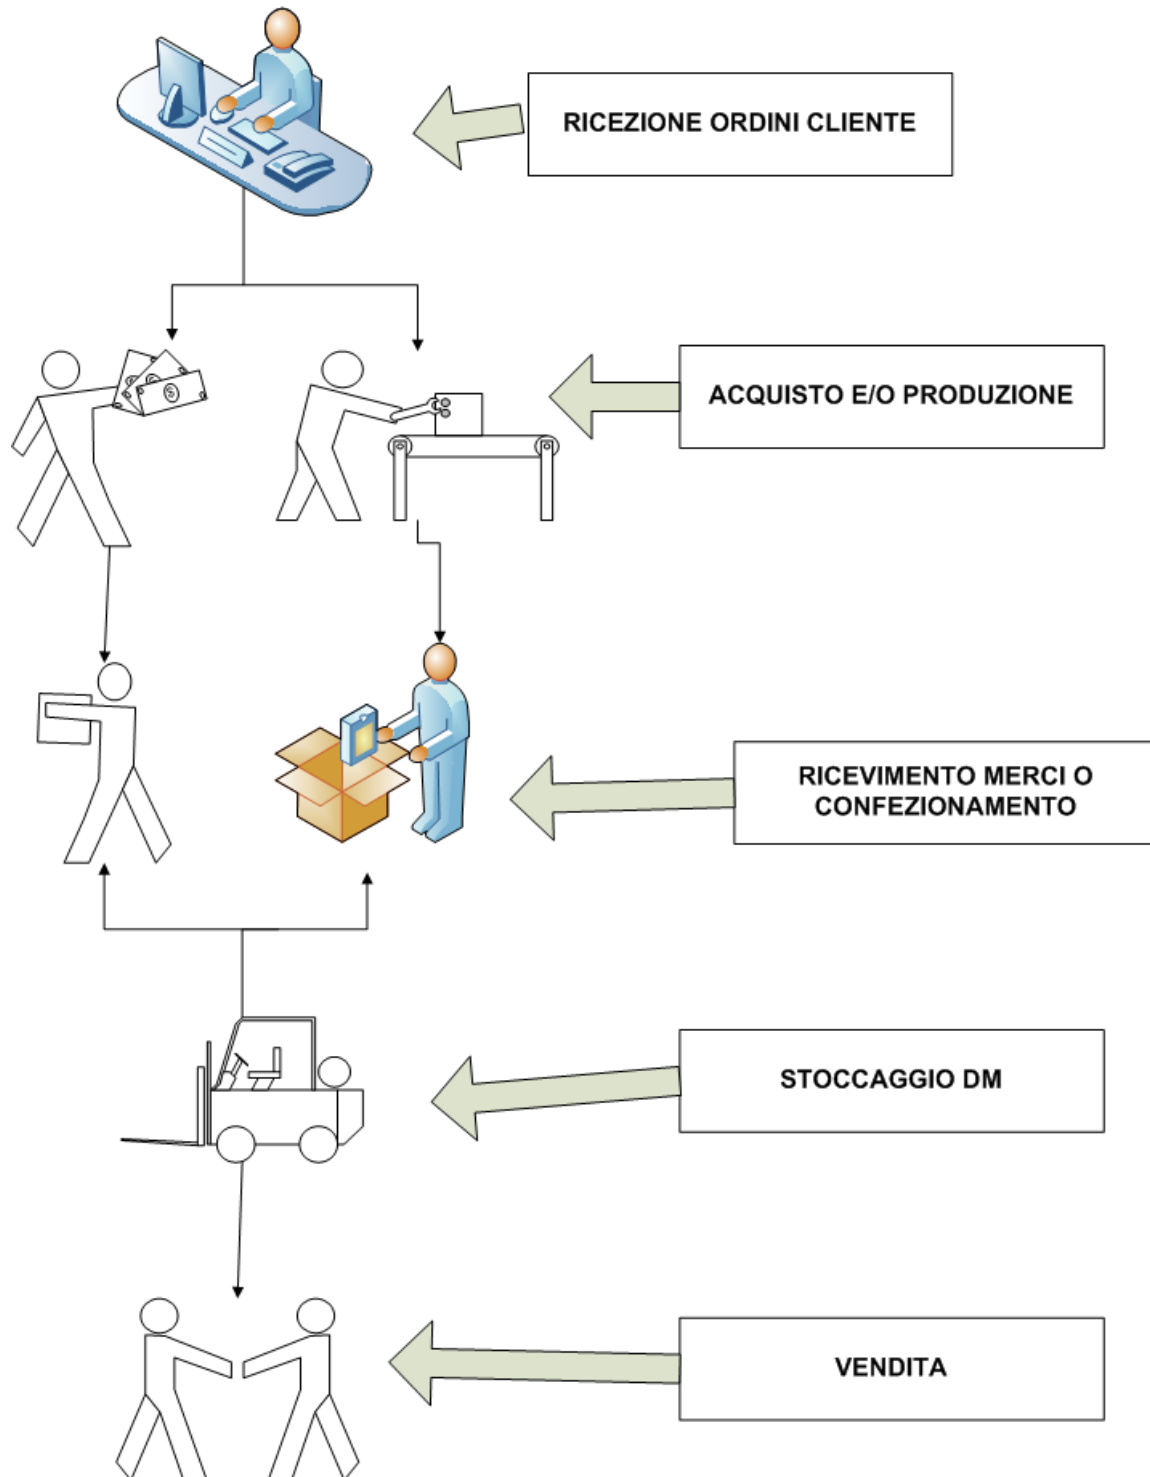 RICEZIONE ORDINI CLIENTE
ACQUISTO E/O PRODUZIONE
RICEVIMENTO MERCI O
CONFEZIONAMENTO
STOCCAGGIO DM
VENDITA